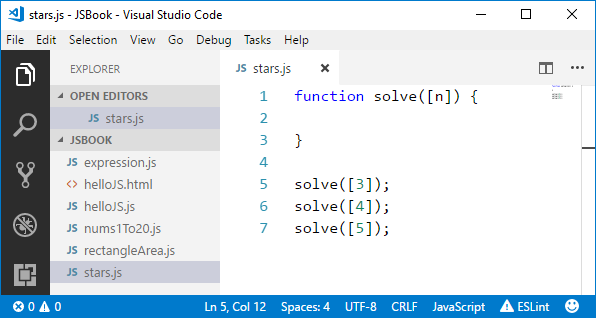 stars.js - JSBook - Visual Studio Code
File Edit Selection View Go Debug Tasks Help
EXPLORER
OPEN EDITORS
JS stars.js
JSBOOK
JS expression.js
<> helloJS.html
JS helloJS.js
JS nums1To20.js
JS rectangleArea.js
JS stars.js
JS stars.js
1 function solve([n]) {
2
3 }
4
5 solve([3]);
6 solve([4]);
7 solve([5]);
0 0 Ln 5, Col 12 Spaces: 4 UTF-8 CRLF JavaScript ESLint